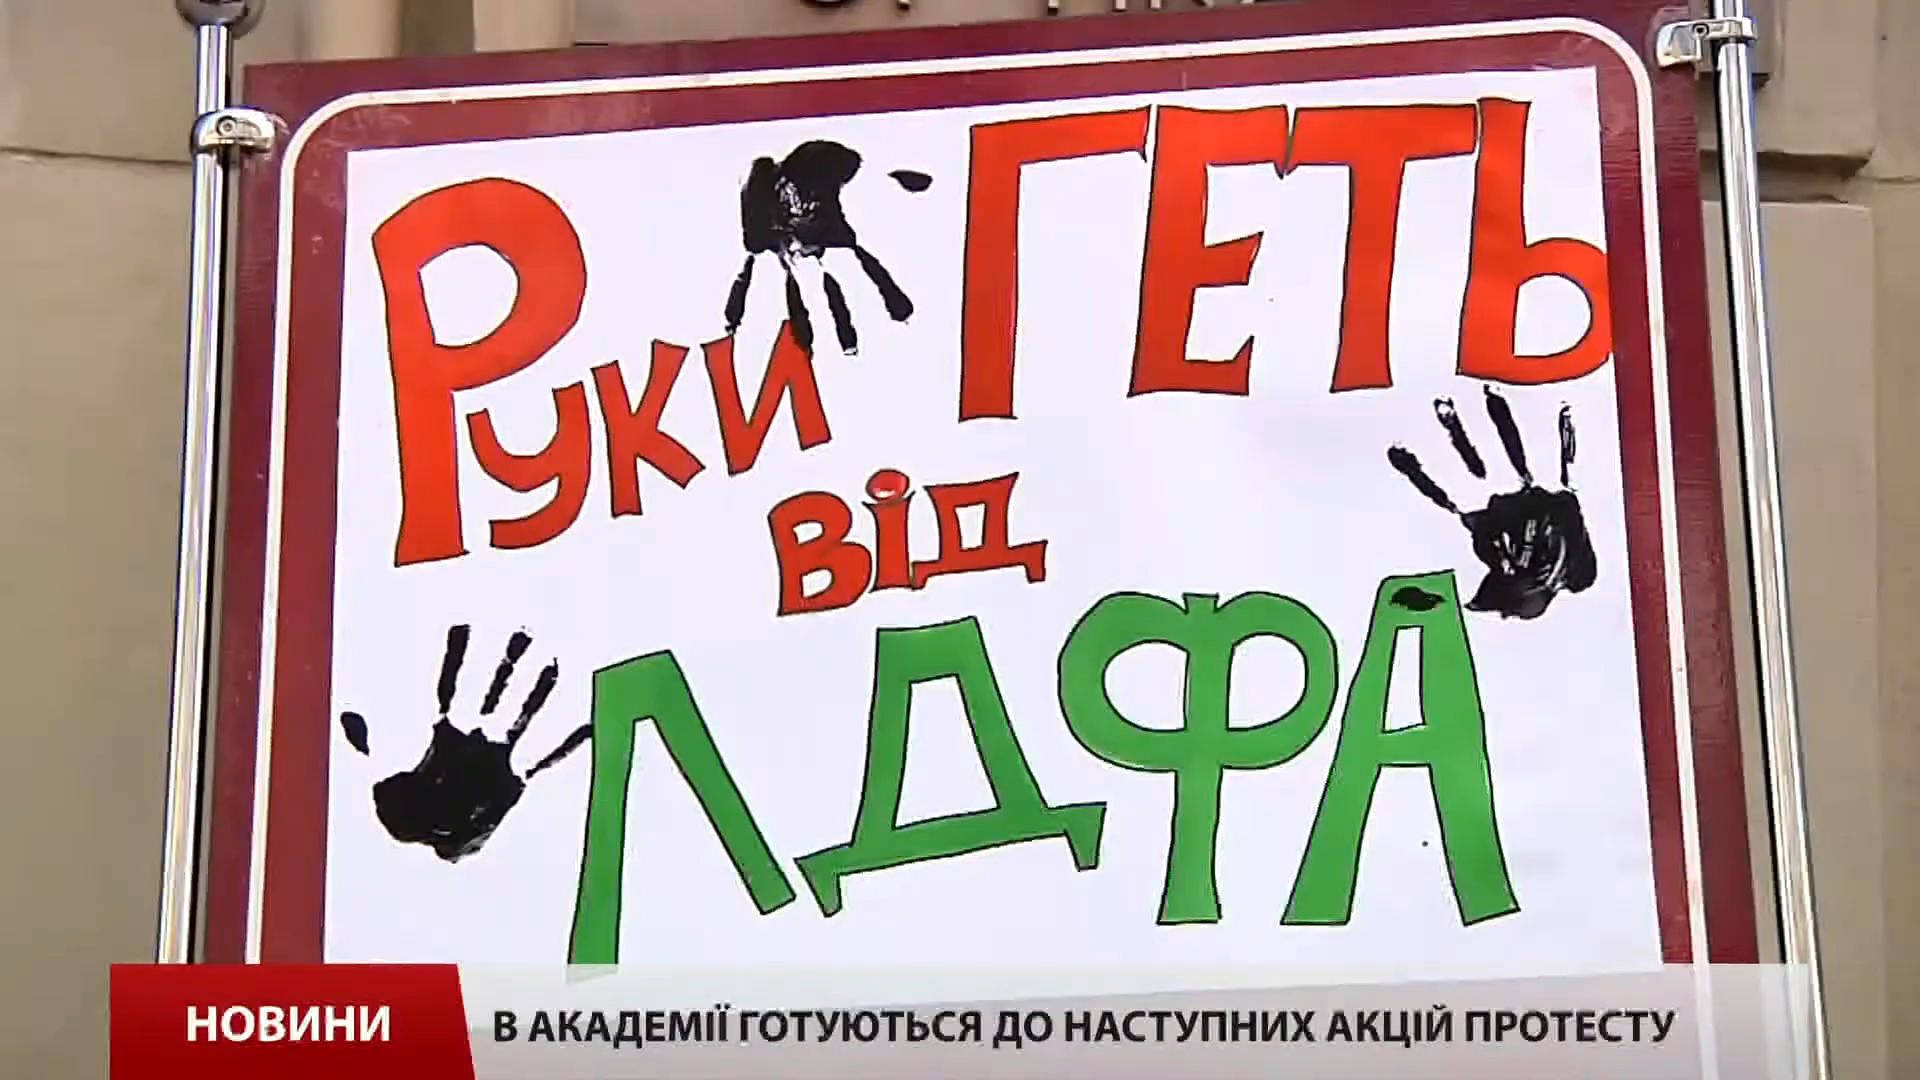 Руки ГЕТЬ
від
ЛДФА
НОВИНИ
В АКАДЕМІЇ ГОТУЮТЬСЯ ДО НАСТУПНИХ АКЦІЙ ПРОТЕСТУ